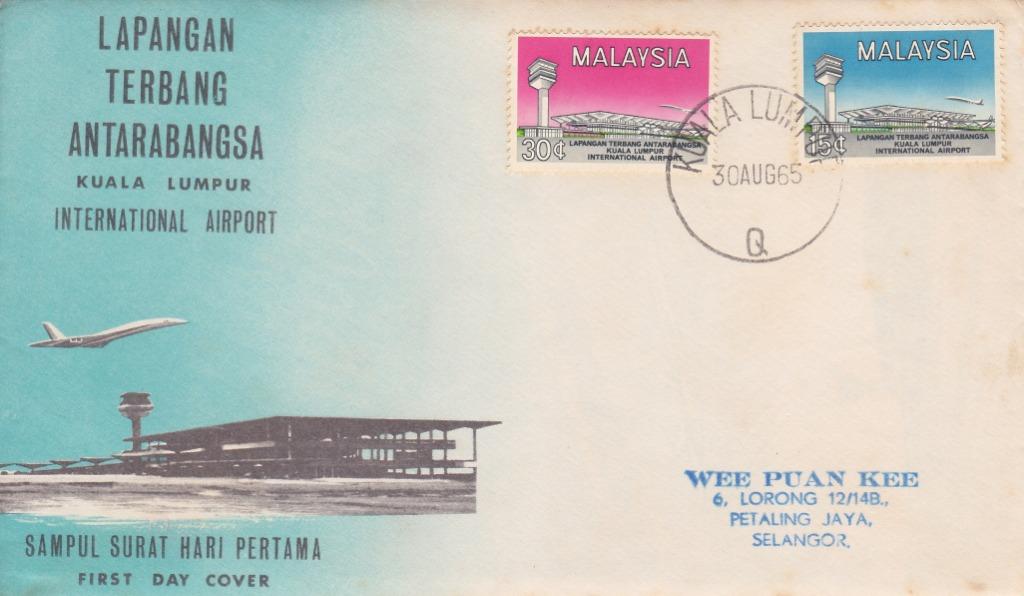 LAPANGAN
TERBANG
ANTARABANGSA
KUALA LUMPUR
INTERNATIONAL AIRPORT
MALAYSIA
30¢
LAPANGAN TERBANG ANTARABANGSA
KUALA LUMPUR
INTERNATIONAL AIRPORT
MALAYSIA
15¢
LAPANGAN TERBANG ANTARABANGSA
KUALA LUMPUR
INTERNATIONAL AIRPORT
KUALA
30AUG65
Q
SAMPUL SURAT HARI PERTAMA
FIRST DAY COVER
WEE PUAN KEE
6, LORONG 12/14B.,
PETALING JAYA,
SELANGOR.